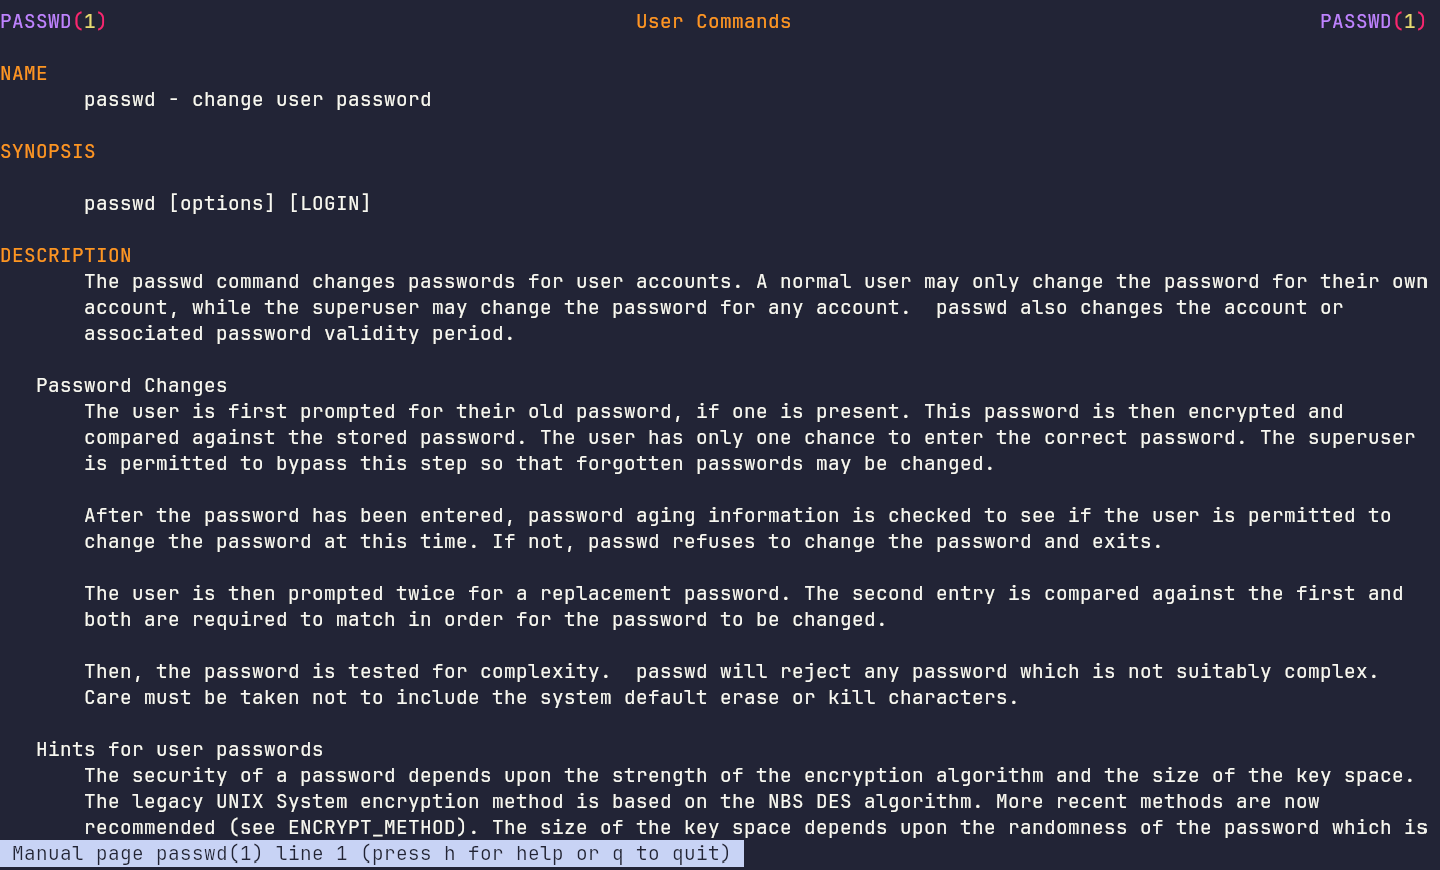 PASSWD(1) User Commands PASSWD(1)
NAME
passwd - change user password
SYNOPSIS
passwd [options] [LOGIN]
DESCRIPTION
The passwd command changes passwords for user accounts. A normal user may only change the password for their own
account, while the superuser may change the password for any account.  passwd also changes the account or
associated password validity period.
Password Changes
The user is first prompted for their old password, if one is present. This password is then encrypted and
compared against the stored password. The user has only one chance to enter the correct password. The superuser
is permitted to bypass this step so that forgotten passwords may be changed.
After the password has been entered, password aging information is checked to see if the user is permitted to
change the password at this time. If not, passwd refuses to change the password and exits.
The user is then prompted twice for a replacement password. The second entry is compared against the first and
both are required to match in order for the password to be changed.
Then, the password is tested for complexity.  passwd will reject any password which is not suitably complex.
Care must be taken not to include the system default erase or kill characters.
Hints for user passwords
The security of a password depends upon the strength of the encryption algorithm and the size of the key space.
The legacy UNIX System encryption method is based on the NBS DES algorithm. More recent methods are now
recommended (see ENCRYPT_METHOD). The size of the key space depends upon the randomness of the password which is
Manual page passwd(1) line 1 (press h for help or q to quit)